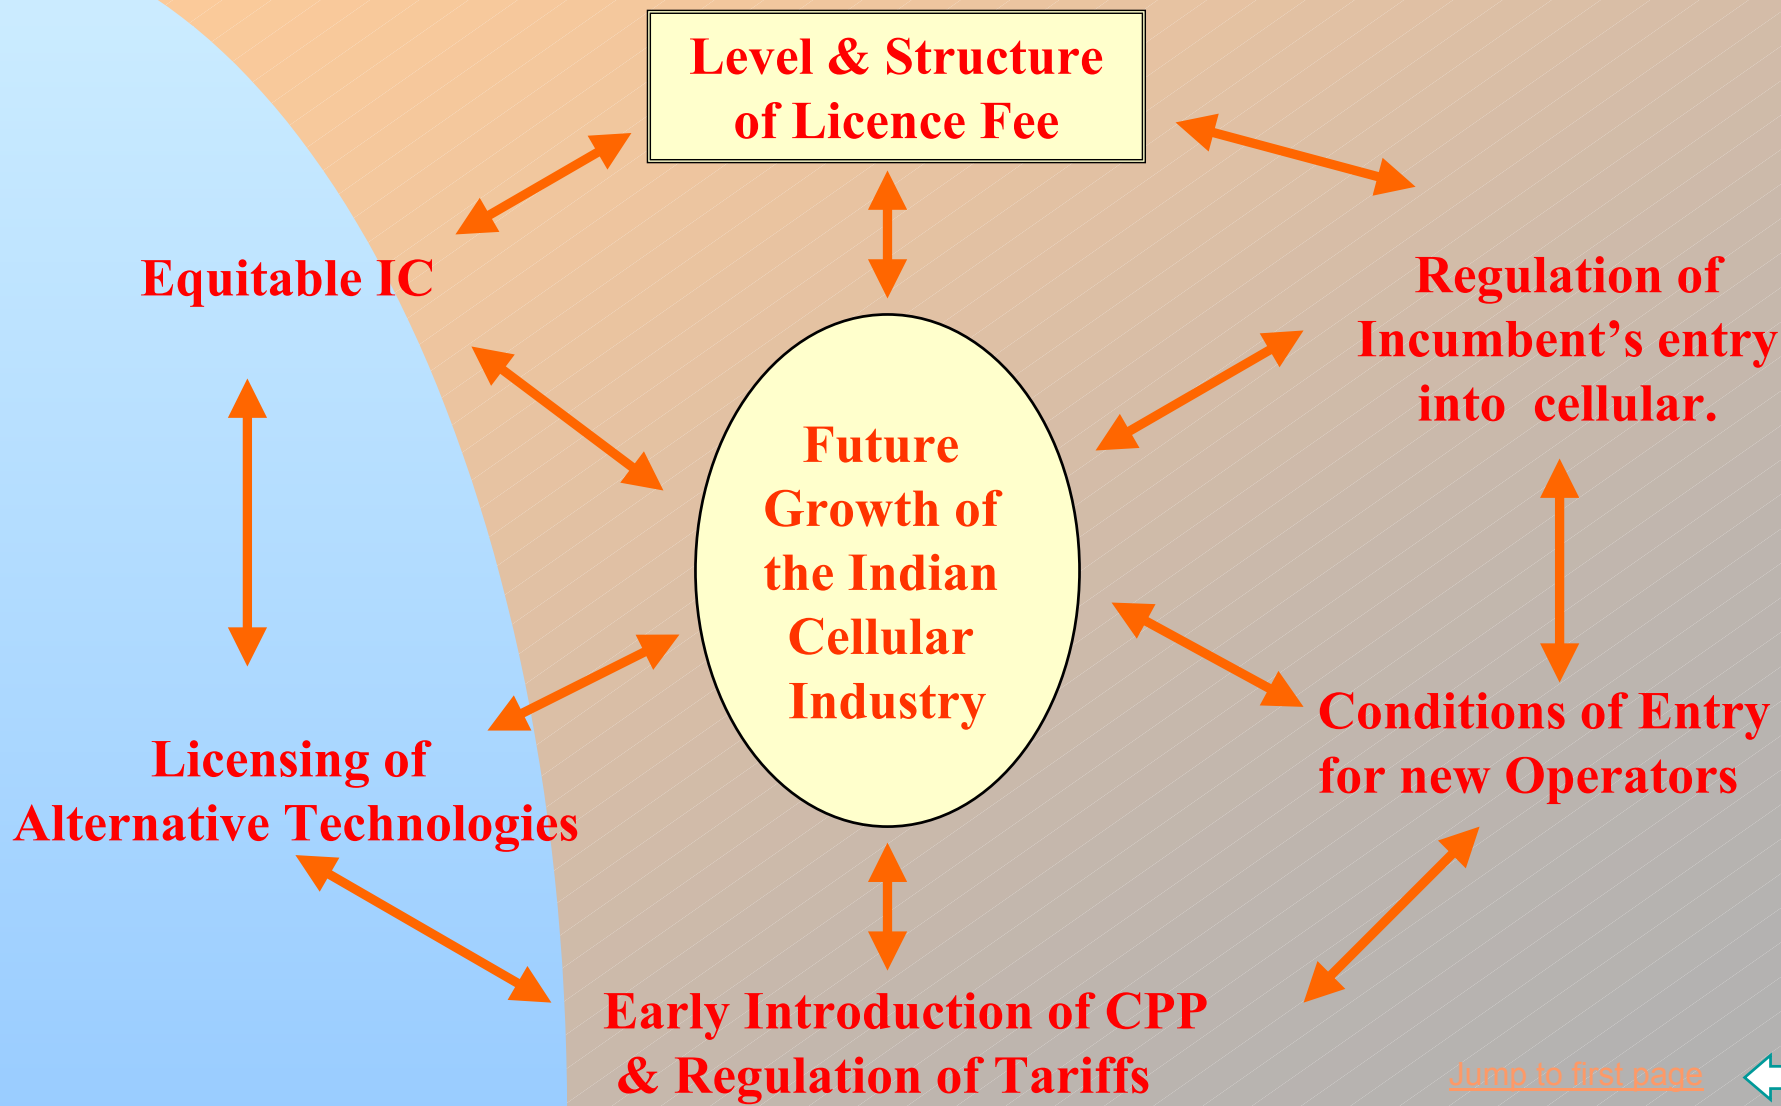 Level & Structure
of Licence Fee
Equitable IC
Regulation of
Incumbent’s entry
into cellular.
Future
Growth of
the Indian
Cellular
Industry
Licensing of
Alternative Technologies
Conditions of Entry
for new Operators
Early Introduction of CPP
& Regulation of Tariffs
Jump to first page